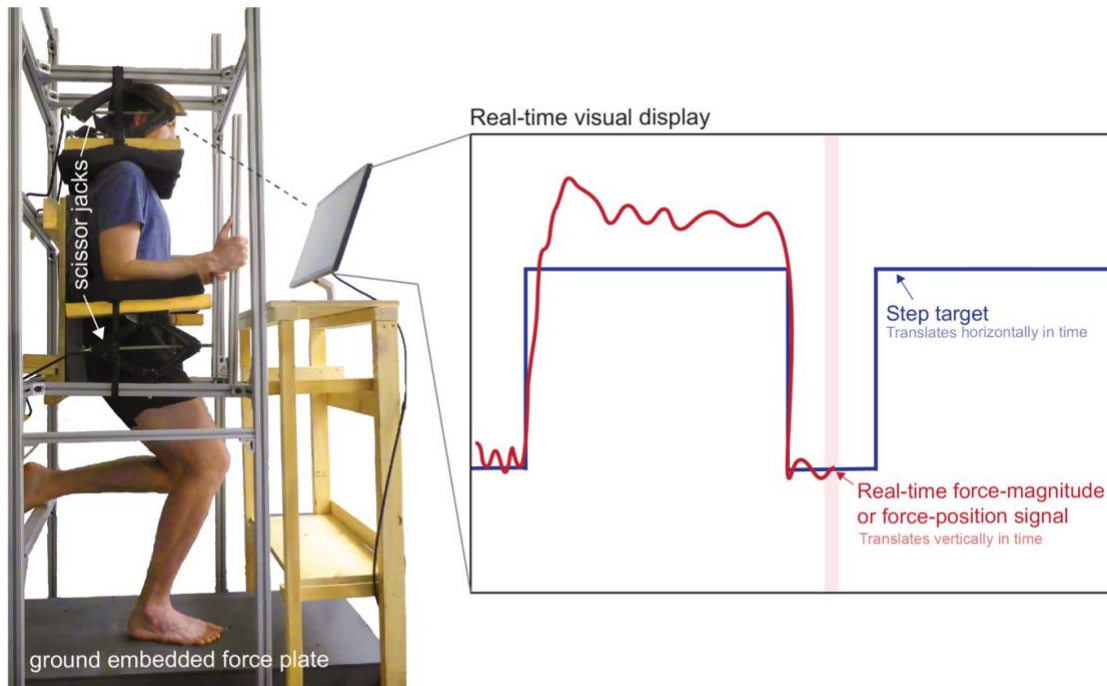 Real-time visual display
scissor jacks
Step target
Translates horizontally in time
Real-time force-magnitude
or force-position signal
Translates vertically in time
ground embedded force plate